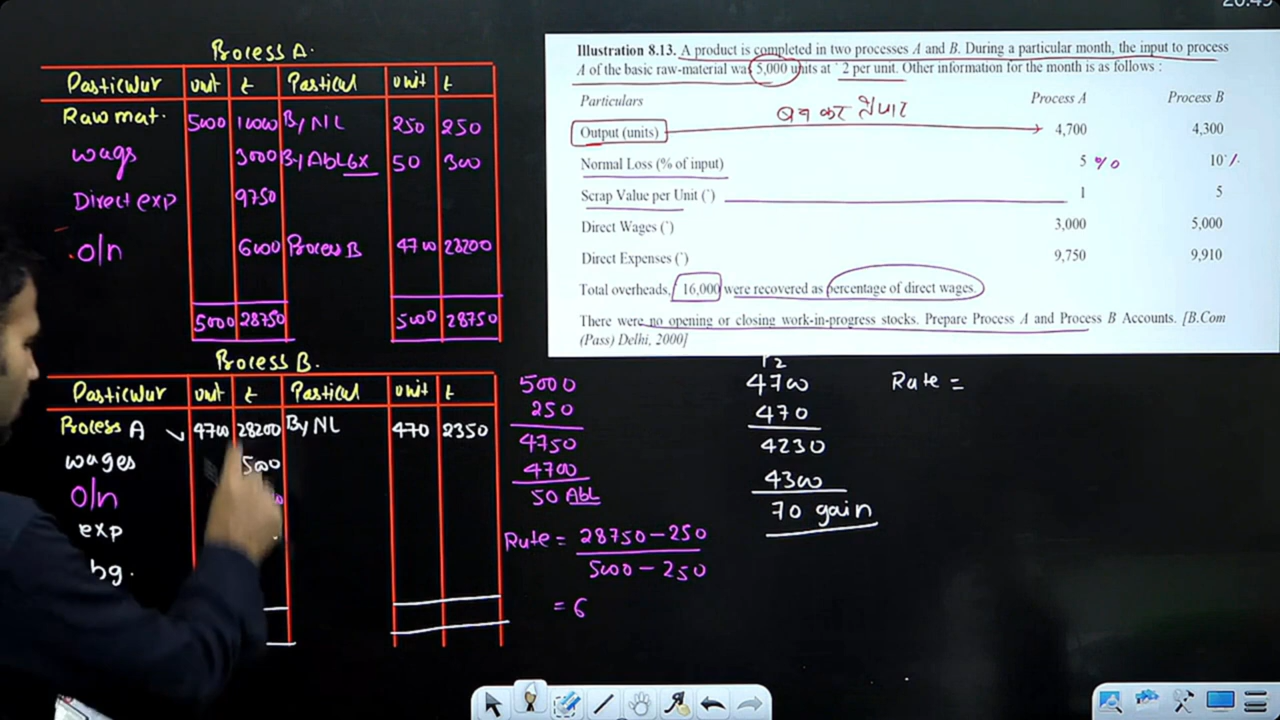 Process A.
Particular unit ₹ Particul unit ₹
Raw mat. 5000 10000 By NL 250 250
wags 3000 By Abl Gx 50 300
Direct exp 9750
O/n 6000 Process B 4700 28200
5000 28750 5000 28750
Process B.
Particular unit ₹ Particul unit ₹
Process A 4700 28200 By NL 470 2350
wages
O/n
exp
bg.
Illustration 8.13. A product is completed in two processes A and B. During a particular month, the input to process
A of the basic raw-material was 5,000 units at ` 2 per unit. Other information for the month is as follows :
Particulars Process A Process B
Output (units) 4,700 4,300
Normal Loss (% of input) 5 % 10 %
Scrap Value per Unit (`) 1 5
Direct Wages (`) 3,000 5,000
Direct Expenses (`) 9,750 9,910
Total overheads, 16,000 were recovered as percentage of direct wages.
There were no opening or closing work-in-progress stocks. Prepare Process A and Process B Accounts. [B.Com
(Pass) Delhi, 2000]
5000
250
4750
4700
50 Abl
Rate = 28750 - 250
5000 - 250
= 6
4700
470
4230
4300
70 gain
Rate =